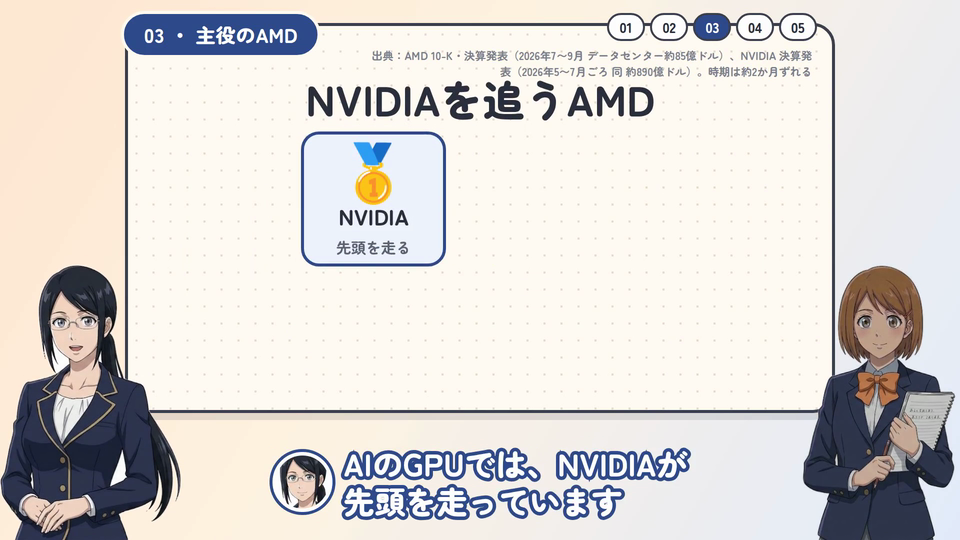 03 ・ 主役のAMD
01 02 03 04 05
出典：AMD 10-K・決算発表（2026年7〜9月 データセンター約85億ドル）、NVIDIA 決算発
表（2026年5〜7月ごろ 同 約890億ドル）。時期は約2か月ずれる
NVIDIAを追うAMD
1
NVIDIA
先頭を走る
AIのGPUでは、NVIDIAが
先頭を走っています